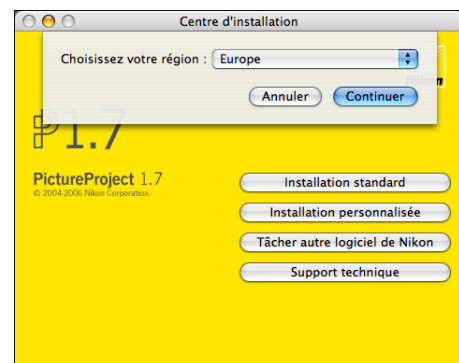 Centre d'installation
Choisissez votre région : Europe
Annuler Continuer
Nikon
P1.7
PictureProject 1.7
© 2004-2006 Nikon Corporation.
Installation standard
Installation personnalisée
Tâcher autre logiciel de Nikon
Support technique